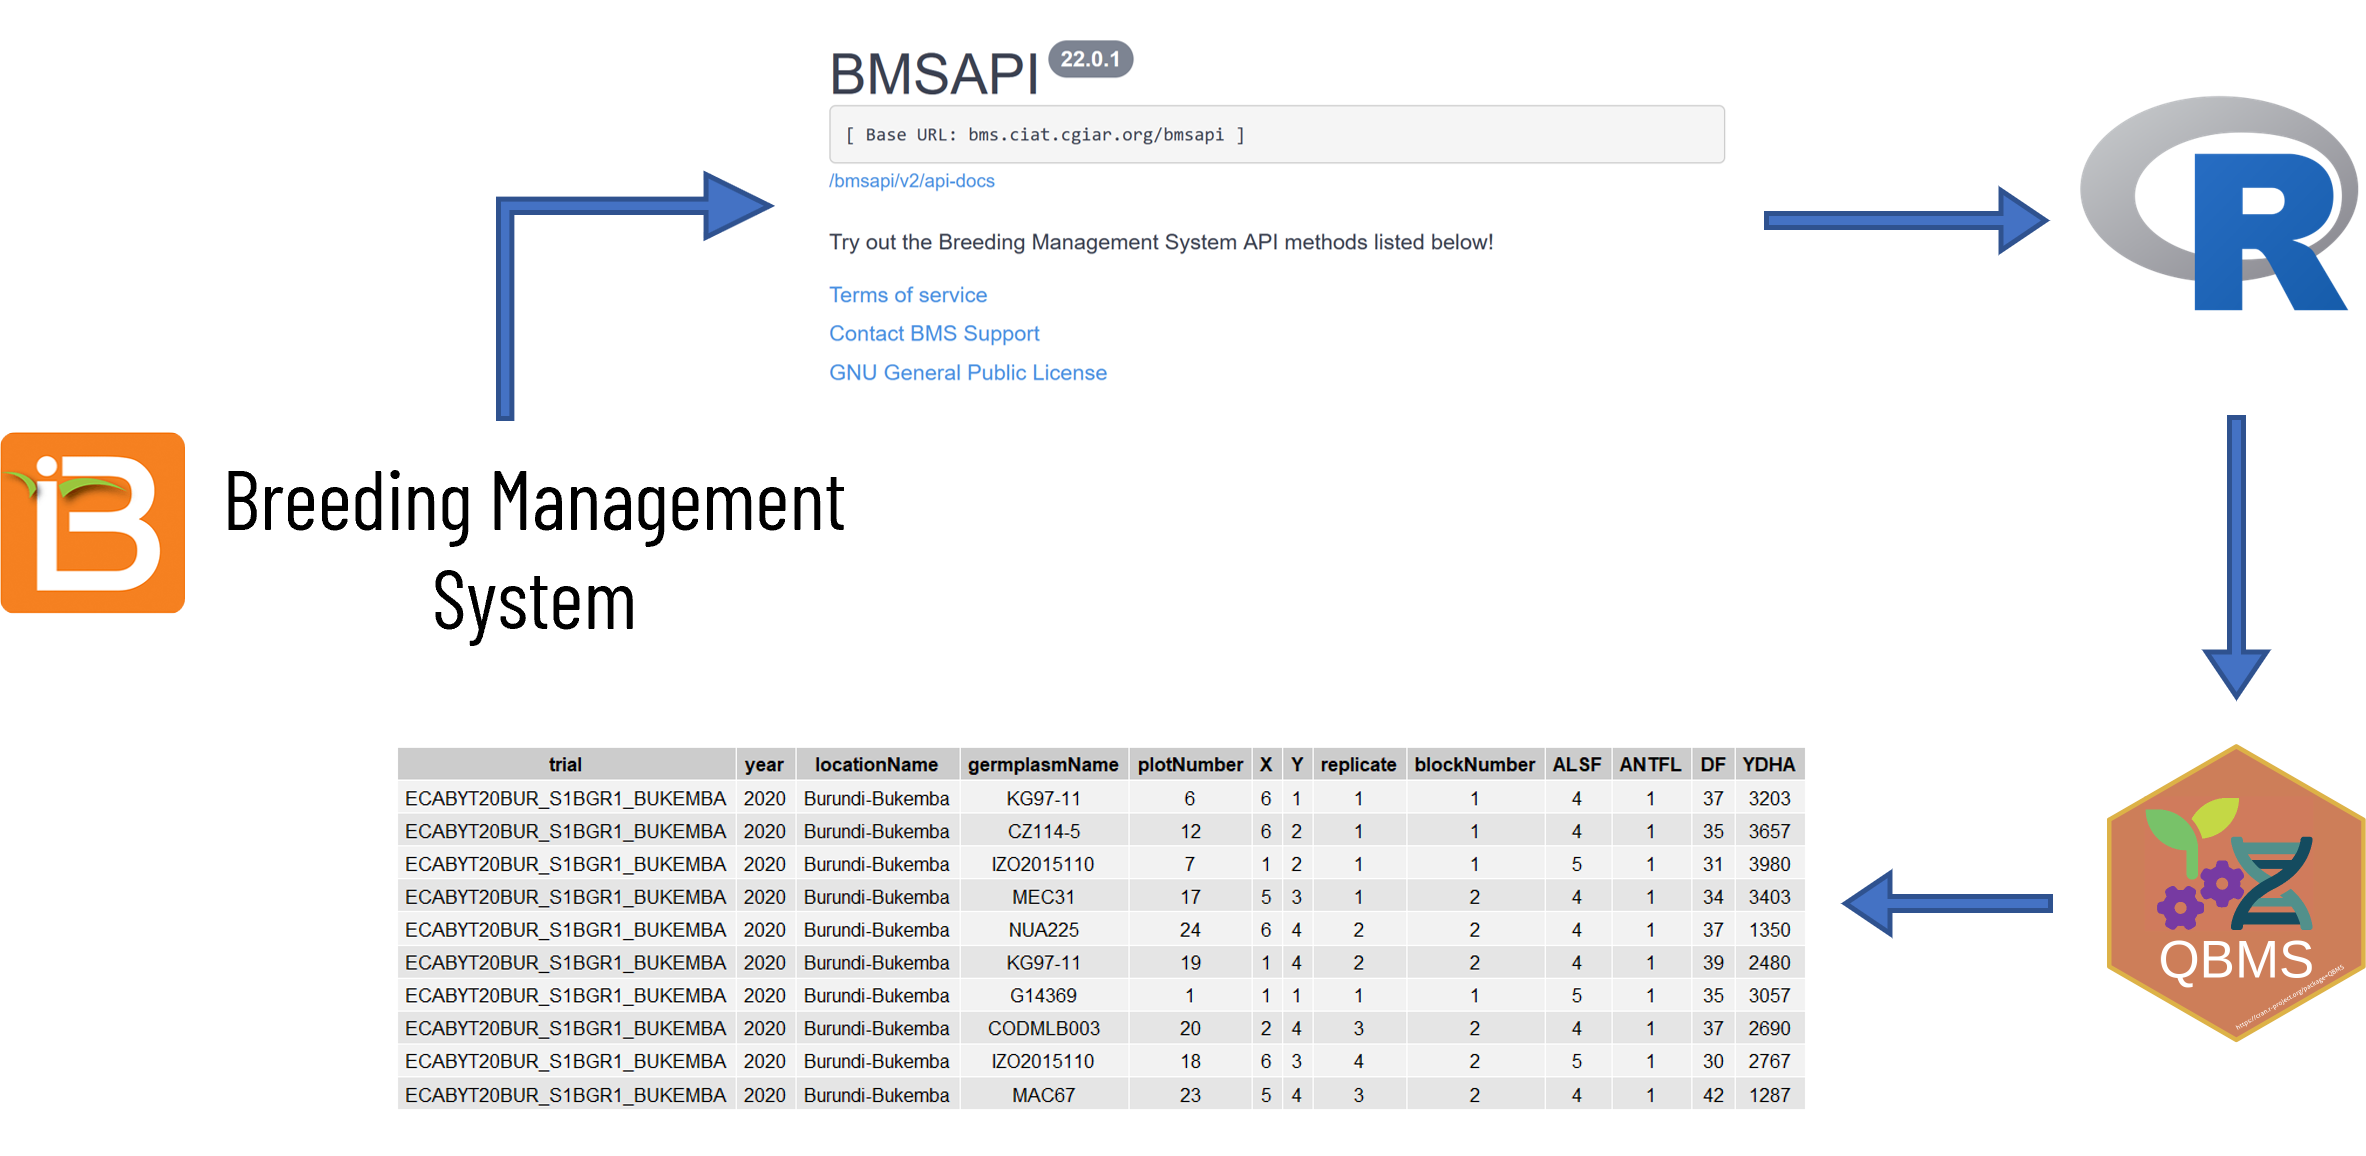 BMSAPI 22.0.1
[ Base URL: bms.ciat.cgiar.org/bmsapi ]
/bmsapi/v2/api-docs
Try out the Breeding Management System API methods listed below!
Terms of service
Contact BMS Support
GNU General Public License
R
iB
Breeding Management
System
trial year locationName germplasmName plotNumber X Y replicate blockNumber ALSF ANTFL DF YDHA
ECABYT20BUR_S1BGR1_BUKEMBA 2020 Burundi-Bukemba KG97-11 6 6 1 1 1 4 1 37 3203
ECABYT20BUR_S1BGR1_BUKEMBA 2020 Burundi-Bukemba CZ114-5 12 6 2 1 1 4 1 35 3657
ECABYT20BUR_S1BGR1_BUKEMBA 2020 Burundi-Bukemba IZO2015110 7 1 2 1 1 5 1 31 3980
ECABYT20BUR_S1BGR1_BUKEMBA 2020 Burundi-Bukemba MEC31 17 5 3 1 2 4 1 34 3403
ECABYT20BUR_S1BGR1_BUKEMBA 2020 Burundi-Bukemba NUA225 24 6 4 2 2 4 1 37 1350
ECABYT20BUR_S1BGR1_BUKEMBA 2020 Burundi-Bukemba KG97-11 19 1 4 2 2 4 1 39 2480
ECABYT20BUR_S1BGR1_BUKEMBA 2020 Burundi-Bukemba G14369 1 1 1 1 1 5 1 35 3057
ECABYT20BUR_S1BGR1_BUKEMBA 2020 Burundi-Bukemba CODMLB003 20 2 4 3 2 4 1 37 2690
ECABYT20BUR_S1BGR1_BUKEMBA 2020 Burundi-Bukemba IZO2015110 18 6 3 4 2 5 1 30 2767
ECABYT20BUR_S1BGR1_BUKEMBA 2020 Burundi-Bukemba MAC67 23 5 4 3 2 4 1 42 1287
QBMS
https://cran.r-project.org/package=QBMS